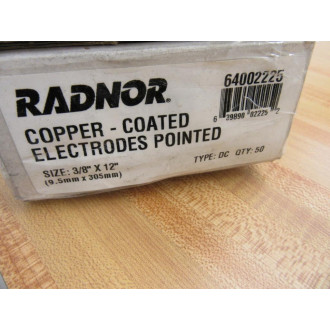 RADNOR®
64002225
COPPER - COATED
ELECTRODES POINTED
SIZE: 3/8" X 12"
(9.5mm x 305mm)
TYPE: DC QTY: 50